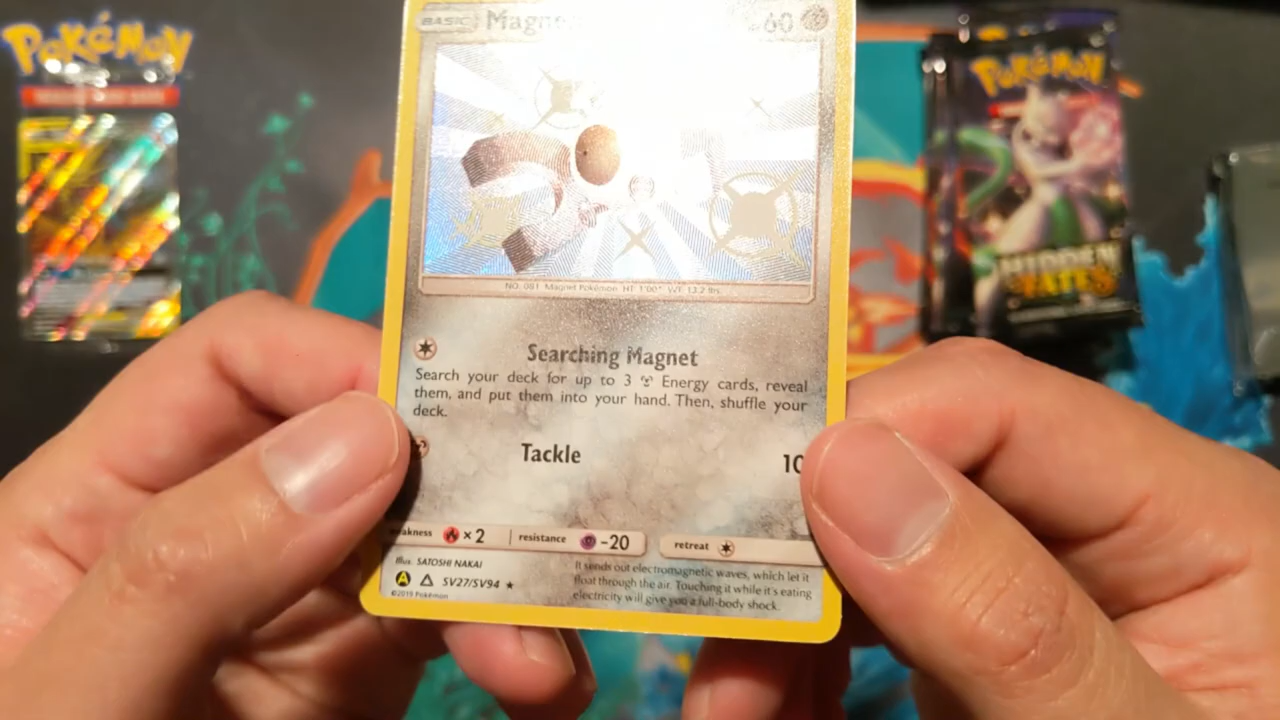 Pokémon
BASIC Magne
60
NO. 081 Magnet Pokémon HT: 1'00" WT: 13.2 lbs.
Searching Magnet
Search your deck for up to 3 Energy cards, reveal
them, and put them into your hand. Then, shuffle your
deck.
Tackle 10
eakness ×2 resistance -20 retreat
Illus. SATOSHI NAKAI
A SV27/SV94 ★
©2019 Pokémon
It sends out electromagnetic waves, which let it
float through the air. Touching it while it's eating
electricity will give you a full-body shock.
Pokémon
HIDDEN
FATES